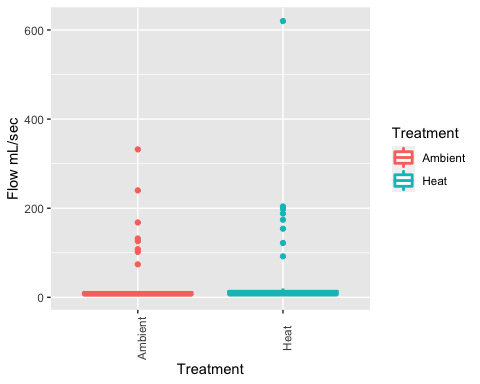 600
400
200
0
Flow mL/sec
Ambient
Heat
Treatment
Treatment
Ambient
Heat